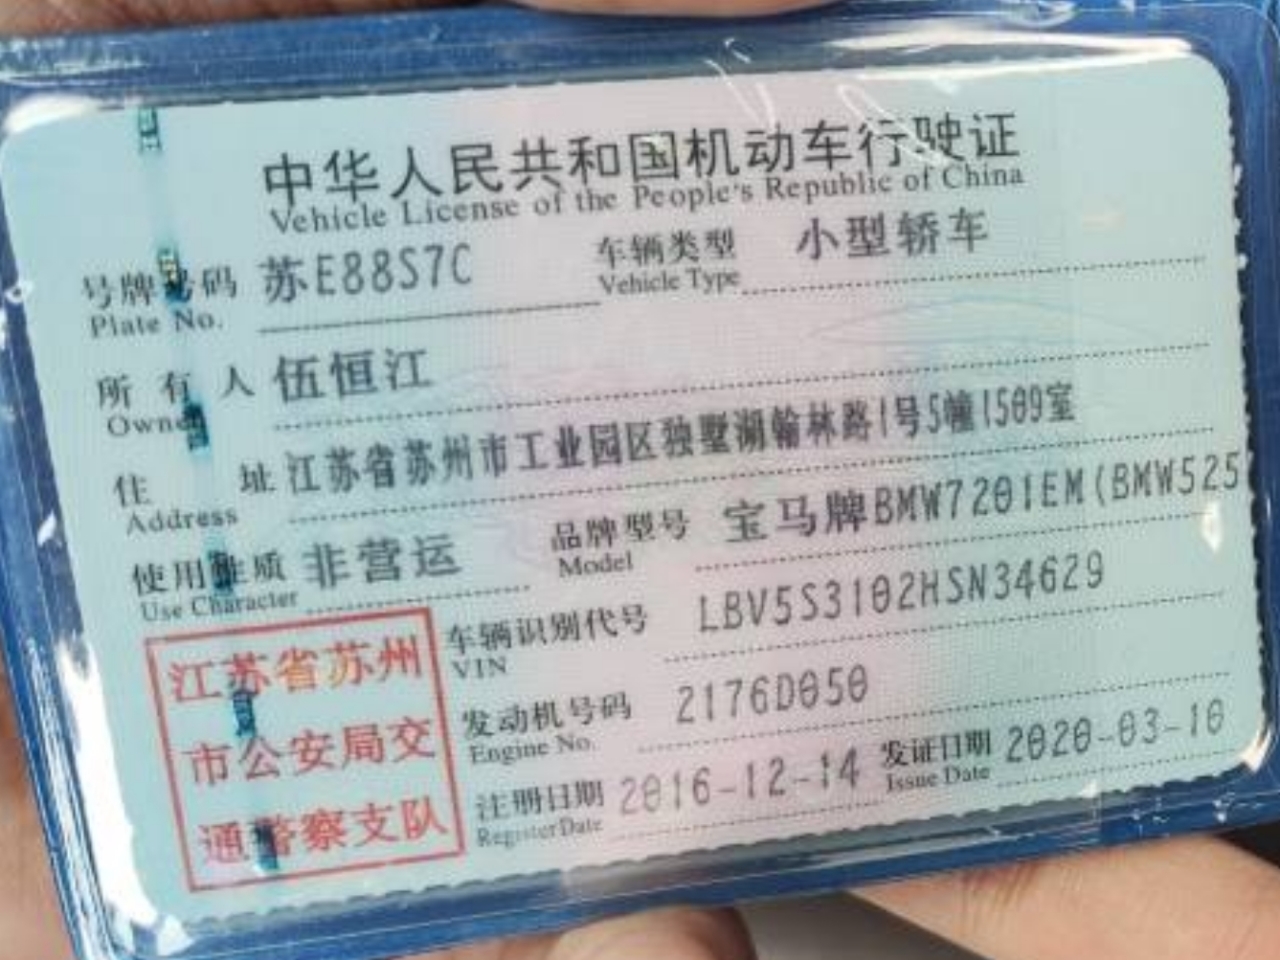 中华人民共和国机动车行驶证
Vehicle License of the People's Republic of China
号牌号码 苏E88S7C 车辆类型 小型轿车
Plate No. Vehicle Type
所有人 伍恒江
Owner
住址 江苏省苏州市工业园区独墅湖翰林路1号5幢1509室
Address
使用性质 非营运 品牌型号 宝马牌BMW7201EM(BMW525
Use Character Model
车辆识别代号 LBV5S3102HSN34629
VIN
发动机号码 2176D050
Engine No.
注册日期 2016-12-14 发证日期 2020-03-10
Register Date Issue Date
江苏省苏州
市公安局交
通警察支队